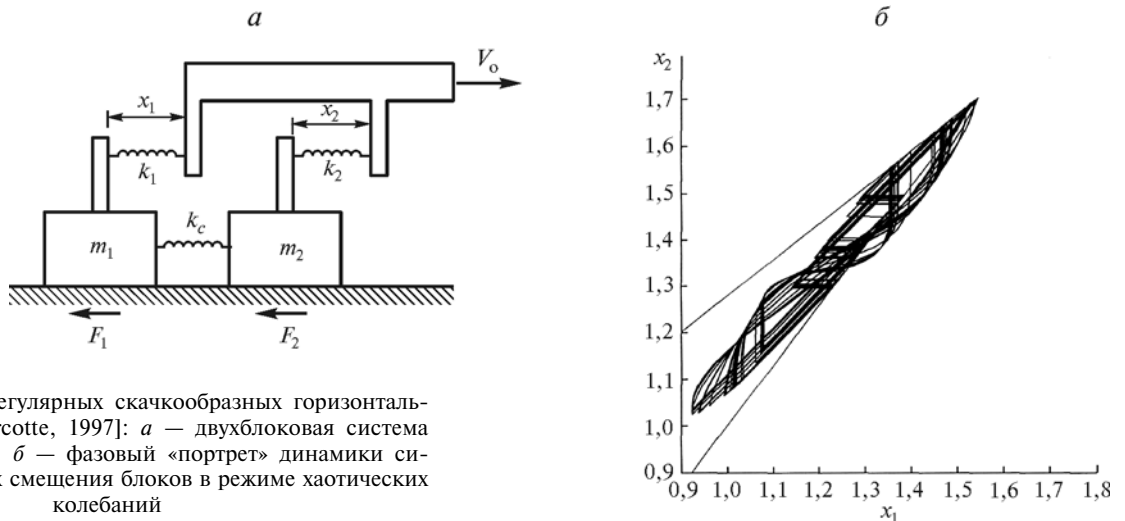 а
V₀
x₁
x₂
k₁
k₂
k_c
m₁
m₂
F₁
F₂
егулярных скачкообразных горизонталь-
rcotte, 1997]: а — двухблоковая система
б — фазовый «портрет» динамики си-
смещения блоков в режиме хаотических
колебаний
б
x₂
1,7
1,6
1,5
1,4
1,3
1,2
1,1
1,0
0,9
0,9 1,0 1,1 1,2 1,3 1,4 1,5 1,6 1,7 1,8
x₁